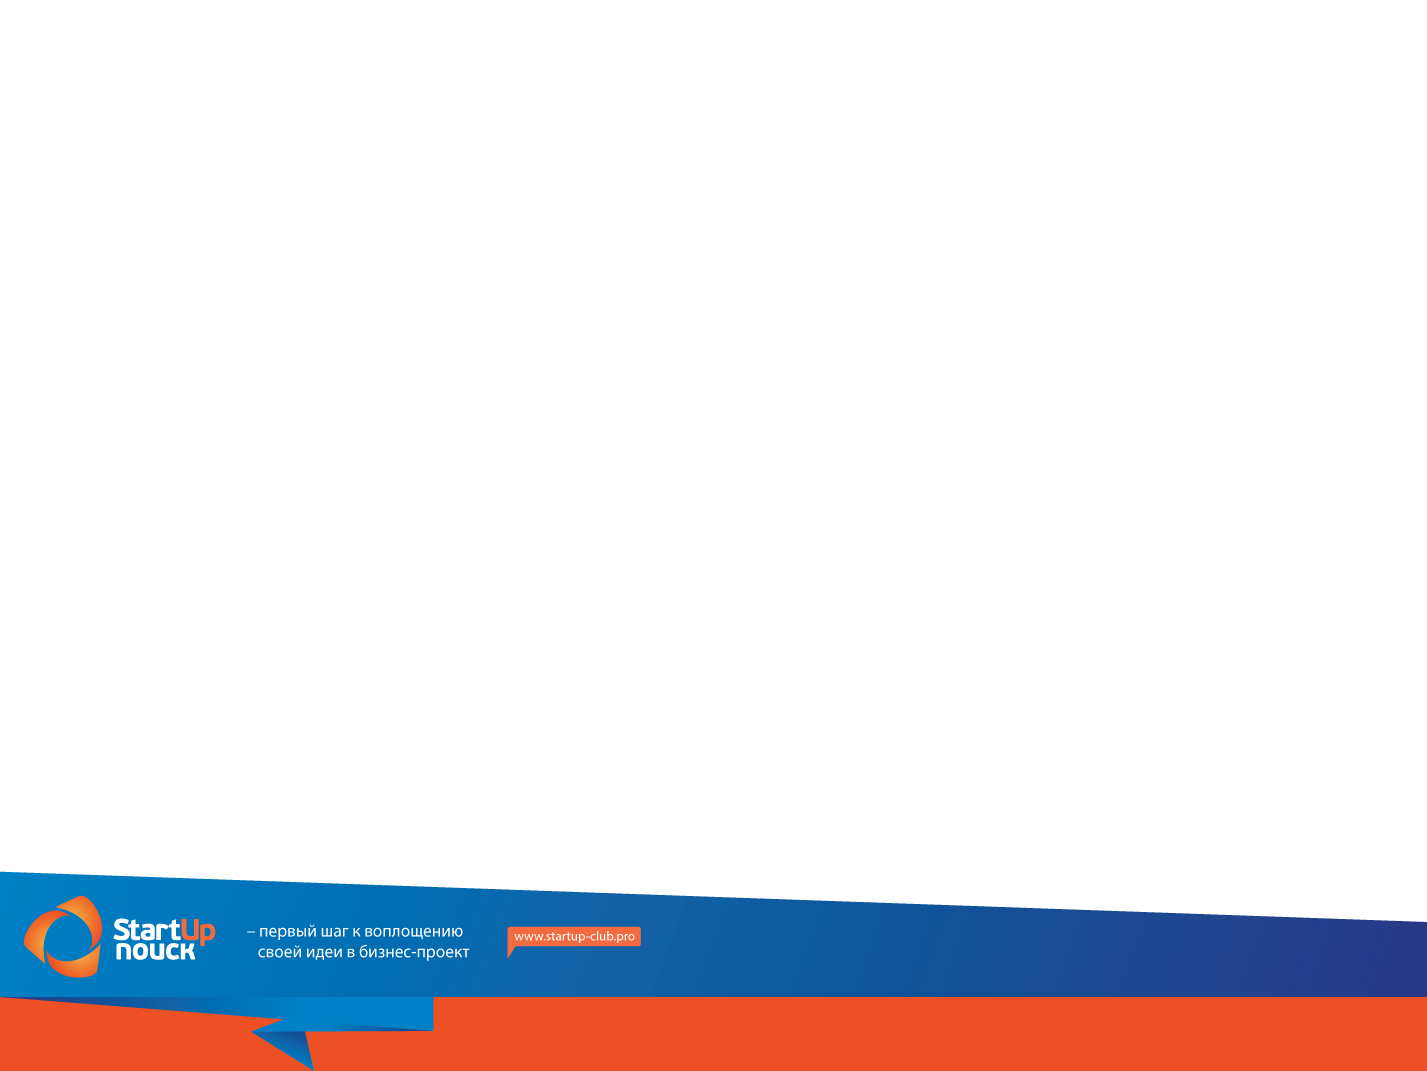 StartUp
поиск
– первый шаг к воплощению
своей идеи в бизнес-проект
www.startup-club.pro